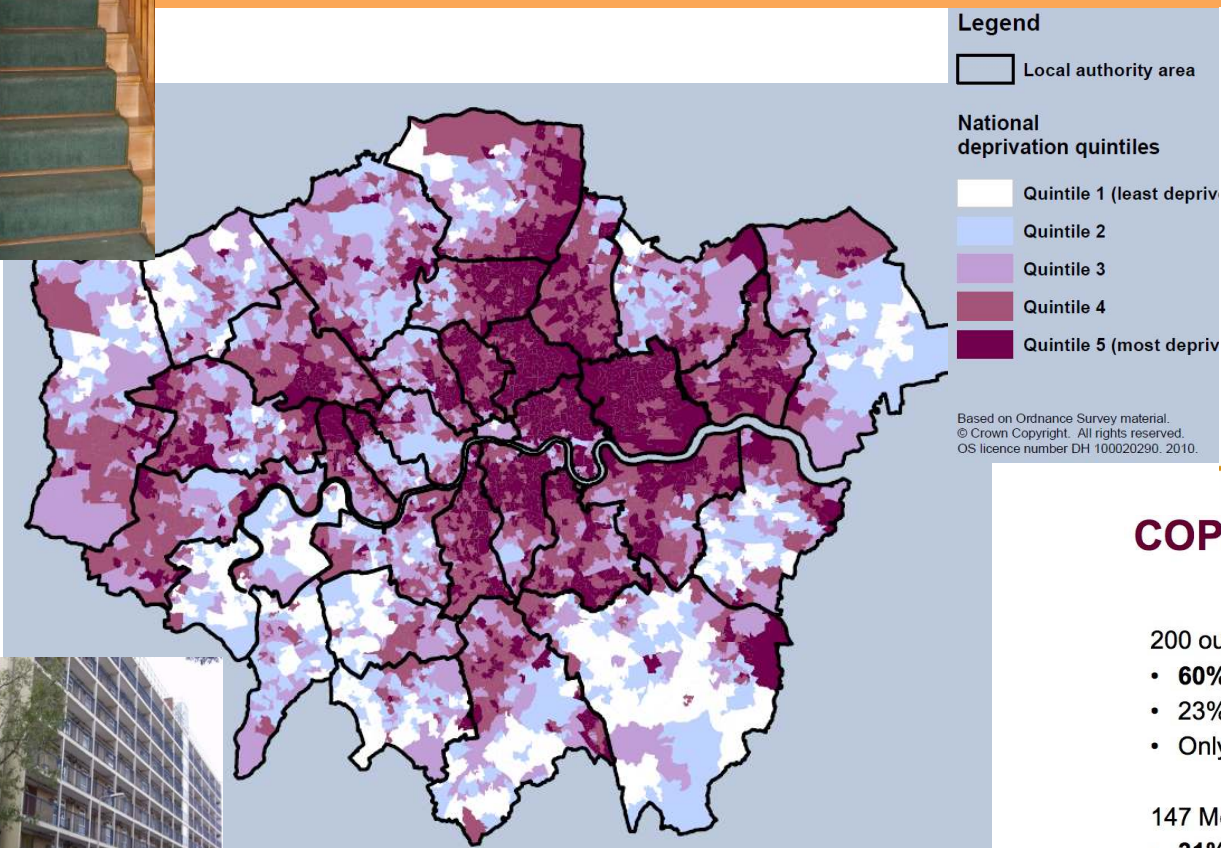 Legend
Local authority area
National
deprivation quintiles
Quintile 1 (least
Quintile 2
Quintile 3
Quintile 4
Quintile 5 (most
Based on Ordnance Survey material.
© Crown Copyright. All rights reserved.
OS licence number DH 100020290. 2010.
200
• 60%
• 23%
• Only
147